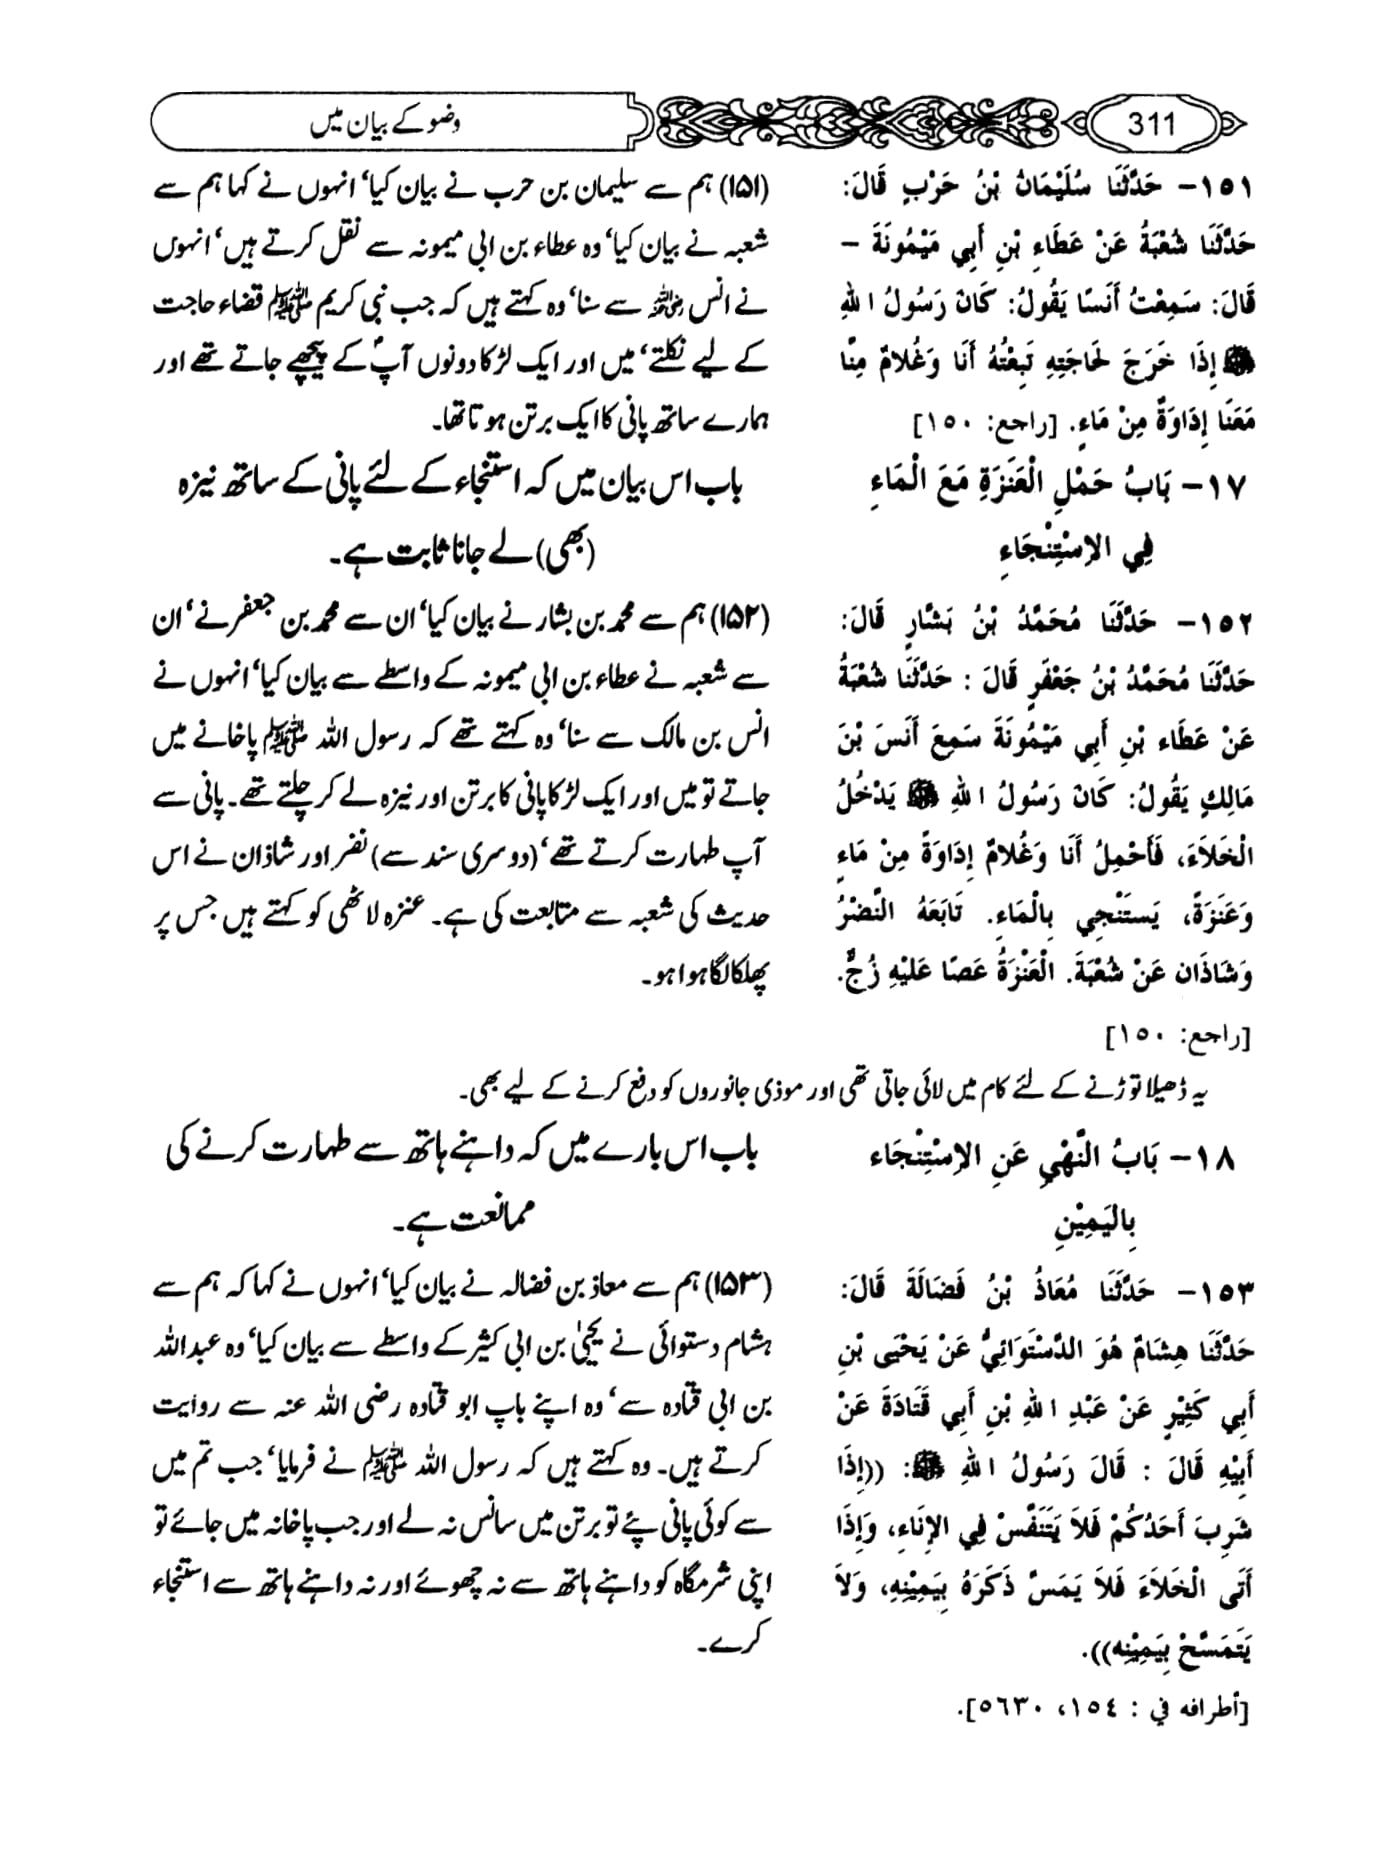 311
وضو کے بیان میں
١٥١- حَدَّثَنَا سُلَيْمَانُ بْنُ حَرْبٍ قَالَ:
حَدَّثَنَا شُعْبَةُ عَنْ عَطَاءِ بْنِ أَبِي مَيْمُونَةَ –
قَالَ: سَمِعْتُ أَنَسًا يَقُولُ: كَانَ رَسُولُ اللهِ
ﷺ إِذَا خَرَجَ لِحَاجَتِهِ تَبِعْتُهُ أَنَا وَغُلاَمٌ مِنَّا
مَعَنَا إِدَاوَةٌ مِنْ مَاءٍ. [راجع: ١٥٠]
١٧- بَابُ حَمْلِ الْعَنَزَةِ مَعَ الْمَاءِ
فِي الاِسْتِنْجَاءِ
١٥٢- حَدَّثَنَا مُحَمَّدُ بْنُ بَشَّارٍ قَالَ:
حَدَّثَنَا مُحَمَّدُ بْنُ جَعْفَرٍ قَالَ : حَدَّثَنَا شُعْبَةُ
عَنْ عَطَاءِ بْنِ أَبِي مَيْمُونَةَ سَمِعَ أَنَسَ بْنَ
مَالِكٍ يَقُولُ: كَانَ رَسُولُ اللهِ ﷺ يَدْخُلُ
الْخَلاَءَ، فَأَحْمِلُ أَنَا وَغُلاَمٌ إِدَاوَةً مِنْ مَاءٍ
وَعَنَزَةً، يَسْتَنْجِي بِالْمَاءِ. تَابَعَهُ النَّضْرُ
وَشَاذَان عَنْ شُعْبَةَ. الْعَنْزَةُ عَصًا عَلَيْهِ زُجٌّ.
[راجع: ١٥٠]
(۱۵۱) ہم سے سلیمان بن حرب نے بیان کیا‘ انہوں نے کہا ہم سے
شعبہ نے بیان کیا‘ وہ عطاء بن ابی میمونہ سے نقل کرتے ہیں‘ انہوں
نے انس رضی اللہ عنہ سے سنا‘ وہ کہتے ہیں کہ جب نبی کریم ﷺ قضاء حاجت
کے لیے نکلتے‘ میں اور ایک لڑکا دونوں آپؐ کے پیچھے جاتے تھے اور
ہمارے ساتھ پانی کا ایک برتن ہوتا تھا۔
باب اس بیان میں کہ استنجاء کے لئے پانی کے ساتھ نیزہ
(بھی) لے جانا ثابت ہے۔
(۱۵۲) ہم سے محمد بن بشار نے بیان کیا‘ ان سے محمد بن جعفر نے‘ ان
سے شعبہ نے عطاء بن ابی میمونہ کے واسطے سے بیان کیا‘ انہوں نے
انس بن مالک سے سنا‘ وہ کہتے تھے کہ رسول اللہ ﷺ پاخانے میں
جاتے تو میں اور ایک لڑکا پانی کا برتن اور نیزہ لے کر چلتے تھے۔ پانی سے
آپ طہارت کرتے تھے‘ (دوسری سند سے) نضر اور شاذان نے اس
حدیث کی شعبہ سے متابعت کی ہے۔ عنزہ لاٹھی کو کہتے ہیں جس پر
پھلکا لگا ہوا ہو۔
یہ ڈھیلا توڑنے کے لئے کام میں لائی جاتی تھی اور موذی جانوروں کو دفع کرنے کے لیے بھی۔
١٨- بَابُ النَّهْيِ عَنِ الاِسْتِنْجَاء
بِاليَمِيْنِ
١٥٣- حَدَّثَنَا مُعَاذُ بْنُ فَضَالَةَ قَالَ:
حَدَّثَنَا هِشَامٌ هُوَ الدَّسْتَوَائِيُّ عَنْ يَحْيَى بْنِ
أَبِي كَثِيْرٍ عَنْ عَبْدِ اللهِ بْنِ أَبِي قَتَادَةَ عَنْ
أَبِيْهِ قَالَ : قَالَ رَسُولُ اللهِ ﷺ: ((إِذَا
شَرِبَ أَحَدُكُمْ فَلاَ يَتَنَفَّسْ فِي الإِنَاءِ، وَإِذَا
أَتَى الْخَلاَءَ فَلاَ يَمَسَّ ذَكَرَهُ بِيَمِيْنِهِ، وَلاَ
يَتَمَسَّحْ بِيَمِيْنِه)).
[أطرافه في : ١٥٤، ٥٦٣٠].
باب اس بارے میں کہ داہنے ہاتھ سے طہارت کرنے کی
ممانعت ہے۔
(۱۵۳) ہم سے معاذ بن فضالہ نے بیان کیا‘ انہوں نے کہا کہ ہم سے
ہشام دستوائی نے یحیٰی بن ابی کثیر کے واسطے سے بیان کیا‘ وہ عبداللہ
بن ابی قتادہ سے‘ وہ اپنے باپ ابو قتادہ رضی اللہ عنہ سے روایت
کرتے ہیں۔ وہ کہتے ہیں کہ رسول اللہ ﷺ نے فرمایا‘ جب تم میں
سے کوئی پانی پئے تو برتن میں سانس نہ لے اور جب پاخانہ میں جائے تو
اپنی شرمگاہ کو داہنے ہاتھ سے نہ چھوئے اور نہ داہنے ہاتھ سے استنجاء
کرے۔